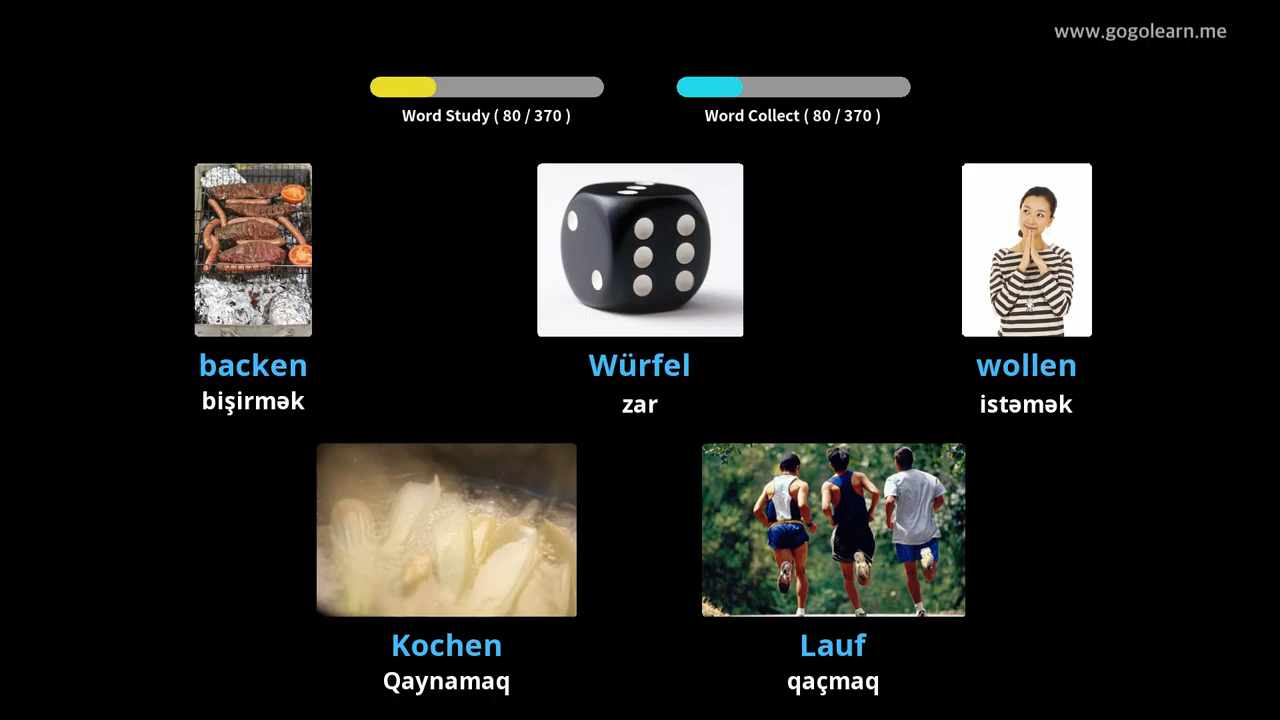 www.gogolearn.me
Word Study ( 80 / 370 )
Word Collect ( 80 / 370 )
backen
bişirmək
Würfel
zar
wollen
istəmək
Kochen
Qaynamaq
Lauf
qaçmaq